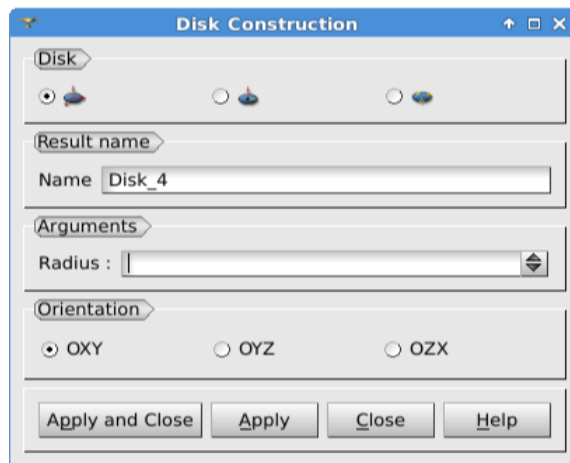 Disk Construction
Disk
Result name
Name Disk_4
Arguments
Radius :
Orientation
OXY OYZ OZX
Apply and Close Apply Close Help